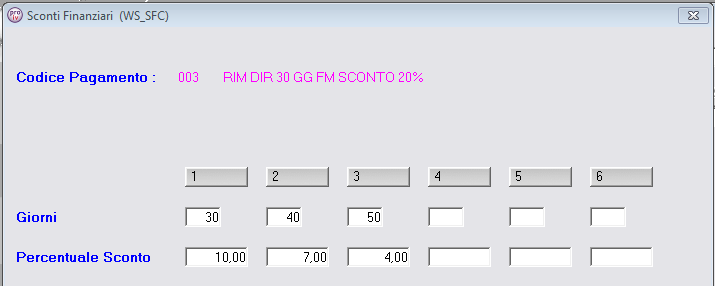 Sconti Finanziari (WS_SFC)
Codice Pagamento : 003 RIM DIR 30 GG FM SCONTO 20%
1 2 3 4 5 6
Giorni 30 40 50
Percentuale Sconto 10,00 7,00 4,00